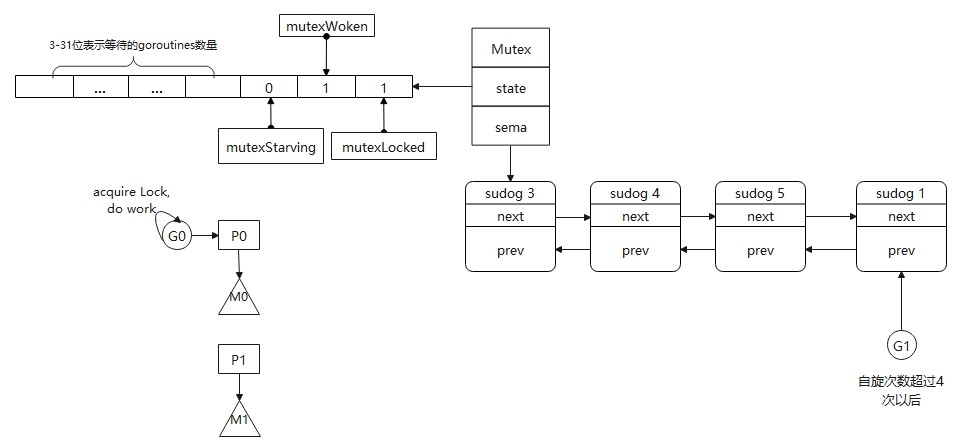 mutexWoken
3-31位表示等待的goroutines数量
... ... 0 1 1
mutexStarving
mutexLocked
Mutex
state
sema
sudog 3
next
prev
sudog 4
next
prev
sudog 5
next
prev
sudog 1
next
prev
acquire Lock,
do work
G0
P0
M0
P1
M1
G1
自旋次数超过4
次以后